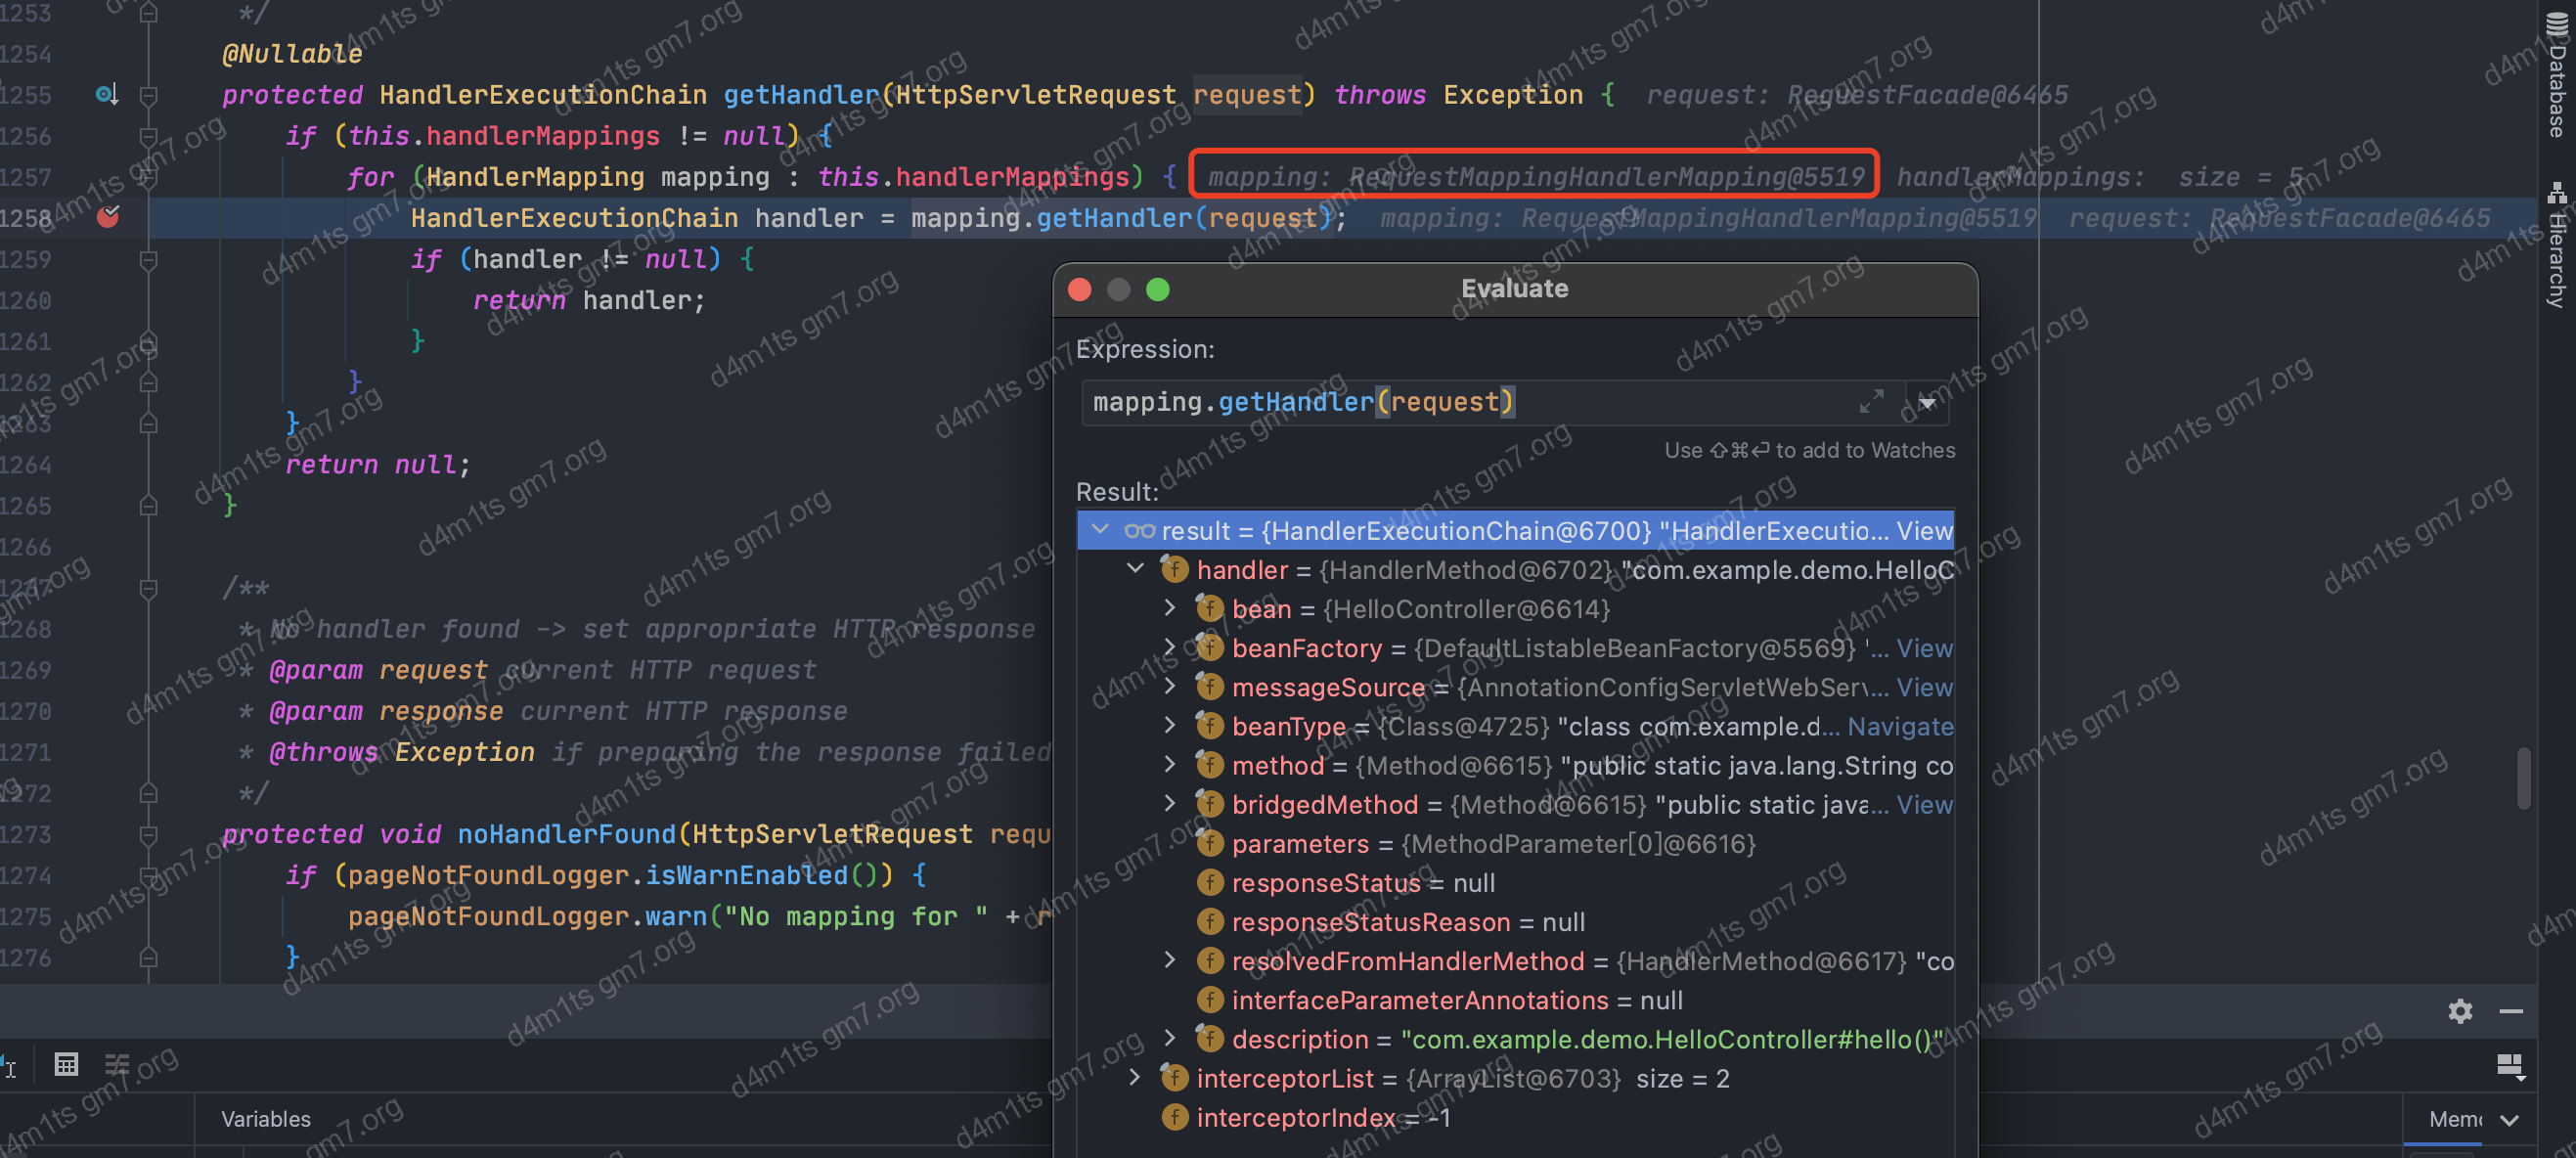 1253 */
1254 @Nullable
1255 protected HandlerExecutionChain getHandler(HttpServletRequest request) throws Exception { request: RequestFacade@6465
1256 if (this.handlerMappings != null) {
1257 for (HandlerMapping mapping : this.handlerMappings) { mapping: RequestMappingHandlerMapping@5519 handlerMappings: size = 5
1258 HandlerExecutionChain handler = mapping.getHandler(request); mapping: RequestMappingHandlerMapping@5519 request: RequestFacade@6465
1259 if (handler != null) {
1260 return handler;
1261 }
1262 }
1263 }
1264 return null;
1265 }
1266
1267 /**
1268 * No handler found -> set appropriate HTTP response
1269 * @param request current HTTP request
1270 * @param response current HTTP response
1271 * @throws Exception if preparing the response failed
1272 */
1273 protected void noHandlerFound(HttpServletRequest requ
1274 if (pageNotFoundLogger.isWarnEnabled()) {
1275 pageNotFoundLogger.warn("No mapping for " + r
1276 }
Evaluate
Expression:
mapping.getHandler(request)
Use ⇧⌘⏎ to add to Watches
Result:
result = {HandlerExecutionChain@6700} "HandlerExecutio... View
handler = {HandlerMethod@6702} "com.example.demo.HelloC
bean = {HelloController@6614}
beanFactory = {DefaultListableBeanFactory@5569} '... View
messageSource = {AnnotationConfigServletWebServ... View
beanType = {Class@4725} "class com.example.d... Navigate
method = {Method@6615} "public static java.lang.String co
bridgedMethod = {Method@6615} "public static java... View
parameters = {MethodParameter[0]@6616}
responseStatus = null
responseStatusReason = null
resolvedFromHandlerMethod = {HandlerMethod@6617} "co
interfaceParameterAnnotations = null
description = "com.example.demo.HelloController#hello()"
interceptorList = {ArrayList@6703} size = 2
interceptorIndex = -1
Variables
Memo
Database
Hierarchy
d4m1ts gm7.org